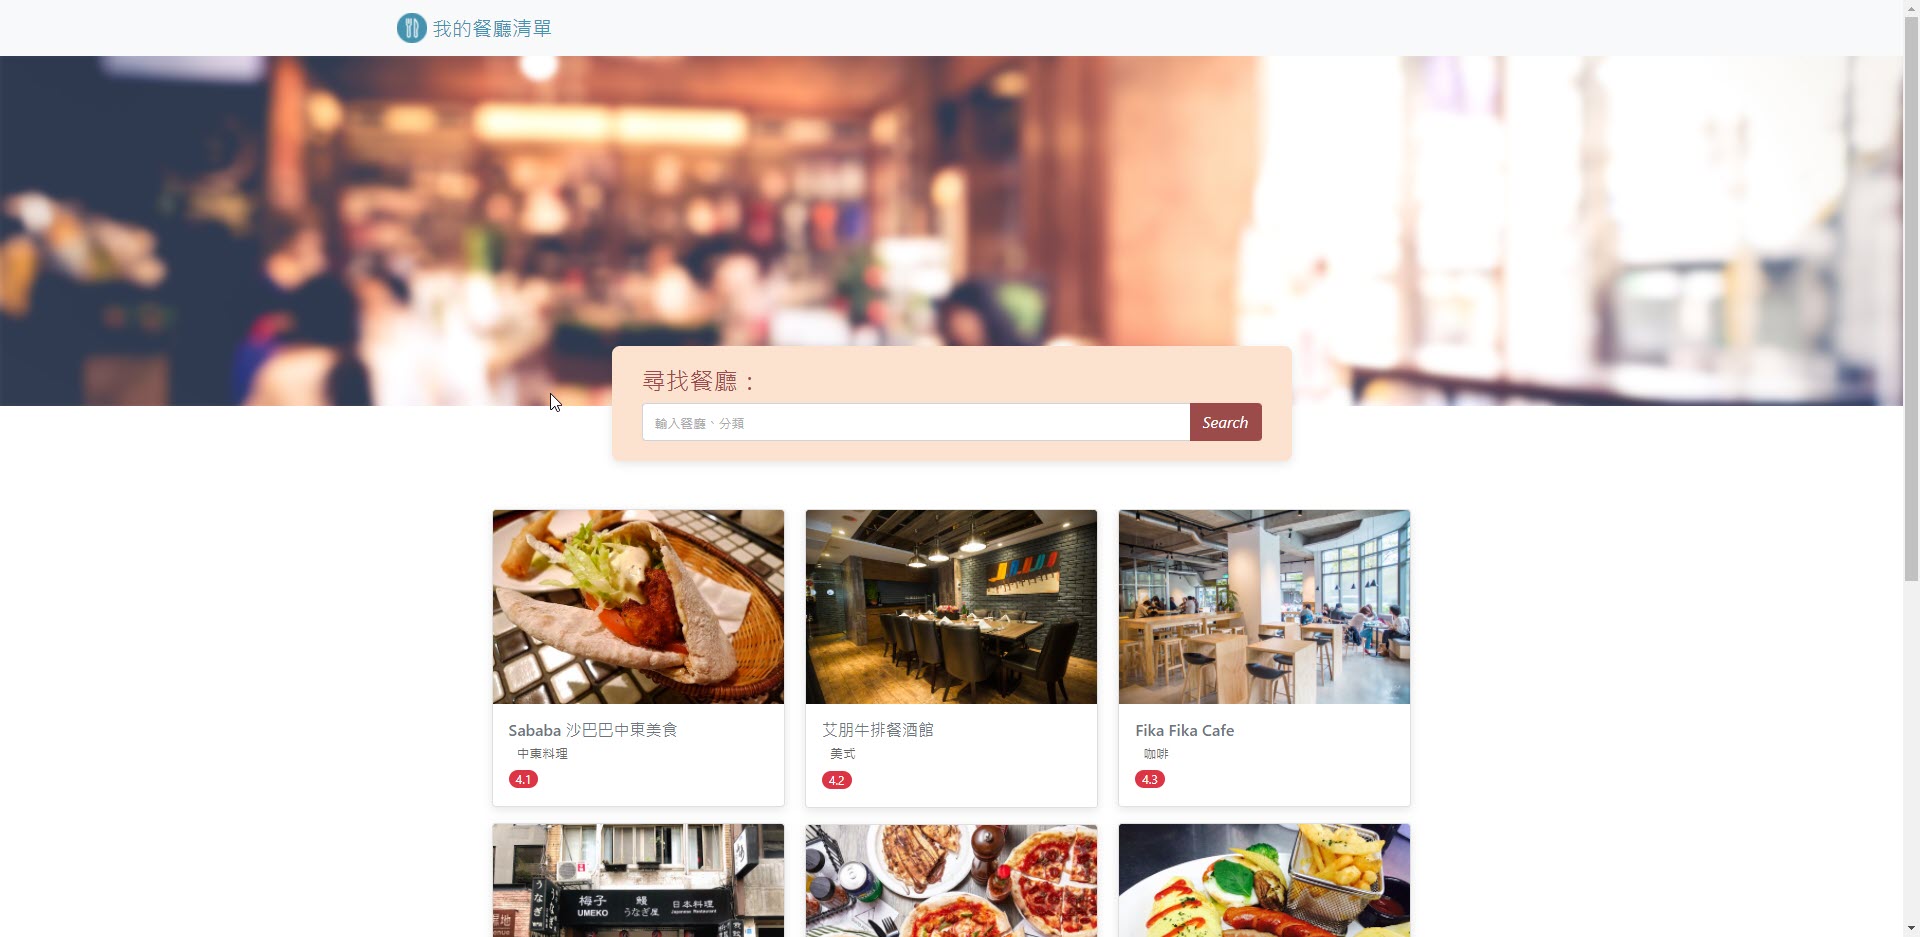 我的餐廳清單
尋找餐廳：
輸入餐廳、分類
Search
Sababa 沙巴巴中東美食
中東料理
4.1
艾朋牛排餐酒館
美式
4.2
Fika Fika Cafe
咖啡
4.3
梅子 鰻 日本料理
UMEKO うなぎ屋 Japanese Restaurant
うなぎ